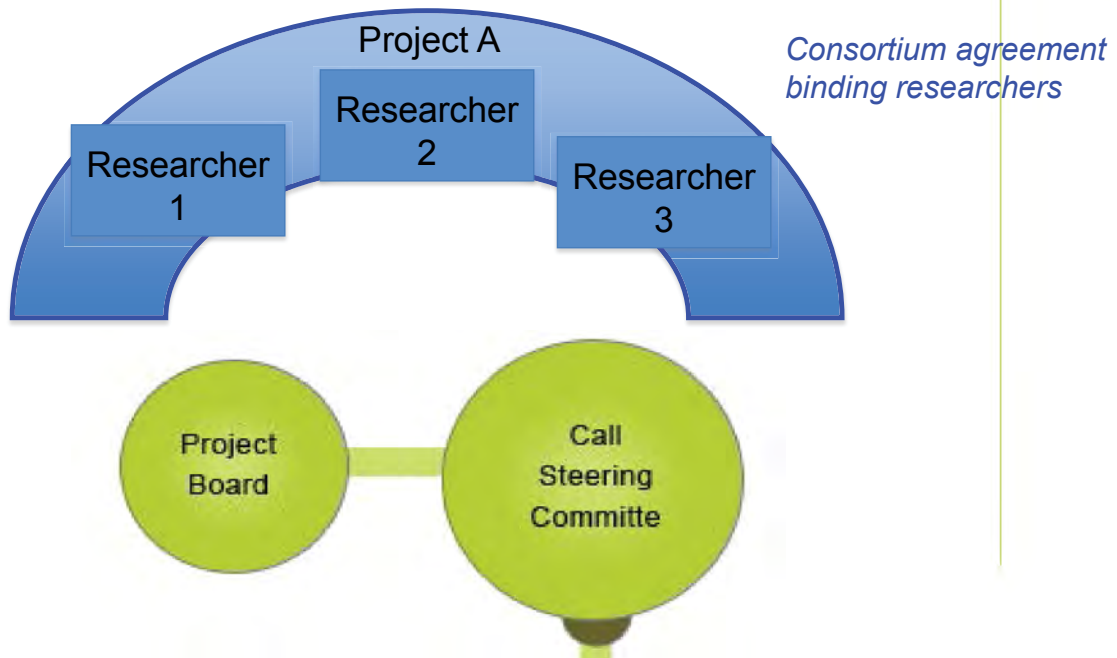 Project A
Consortium agreement
binding researchers
Researcher
1
Researcher
2
Researcher
3
Project
Board
Call
Steering
Committe